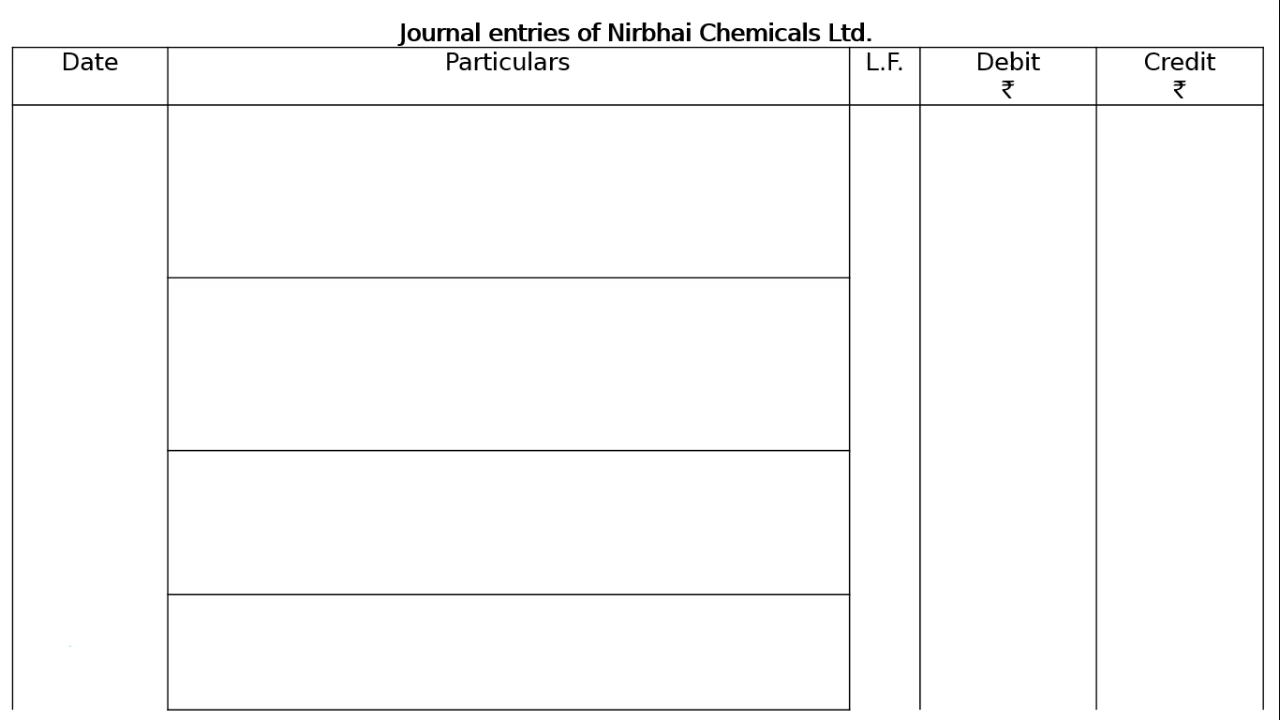 Journal entries of Nirbhai Chemicals Ltd.
Date Particulars L.F. Debit Credit
₹ ₹